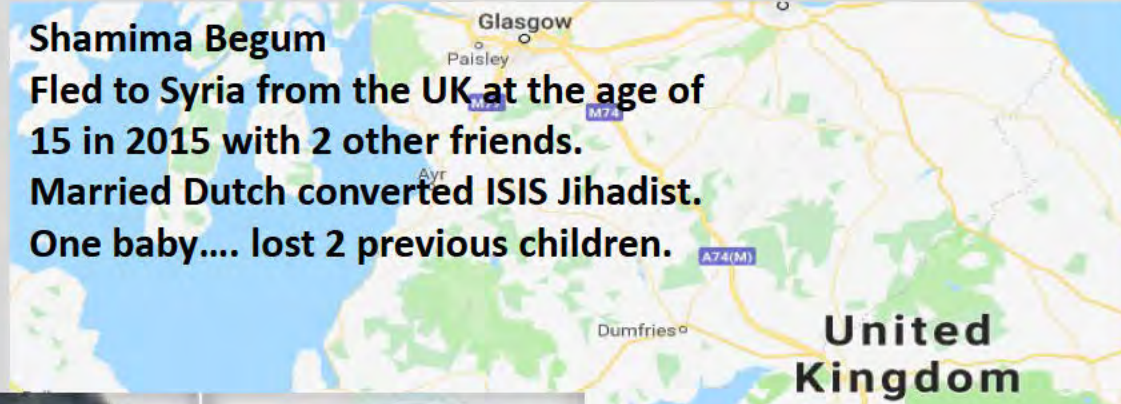 Glasgow
Shamima Begum
Paisley
Fled to Syria from the UK at the age of
M77
M74
15 in 2015 with 2 other friends.
Ayr
Married Dutch converted ISIS Jihadist.
One baby.... lost 2 previous children.
A74(M)
Dumfries
United
Kingdom